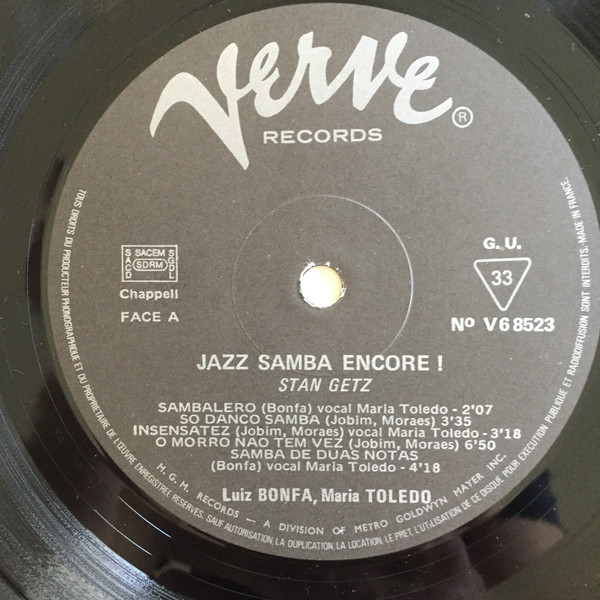 Verve ®
RECORDS
SACEM
SACD SDRM SGDL
Chappell
FACE A
G. U.
33
Nº V6 8523
JAZZ SAMBA ENCORE !
STAN GETZ
SAMBALERO (Bonfa) vocal Maria Toledo - 2'07
SO DANCO SAMBA (Jobim, Moraes) 3'35
INSENSATEZ (Jobim, Moraes) vocal Maria Toledo - 3'18
O MORRO NAO TEM VEZ (Jobim, Moraes) 6'50
SAMBA DE DUAS NOTAS
(Bonfa) vocal Maria Toledo - 4'18
Luiz BONFA, Maria TOLEDO
M. G. M. RECORDS — A DIVISION OF METRO GOLDWYN MAYER INC.
TOUS DROITS DU PRODUCTEUR PHONOGRAPHIQUE ET DU PROPRIETAIRE DE L'ŒUVRE ENREGISTREE RESERVES. SAUF AUTORISATION, LA DUPLICATION, LA LOCATION, LE PRET, L'UTILISATION DE CE DISQUE POUR EXECUTION PUBLIQUE ET RADIODIFFUSION SONT INTERDITS. MADE IN FRANCE.